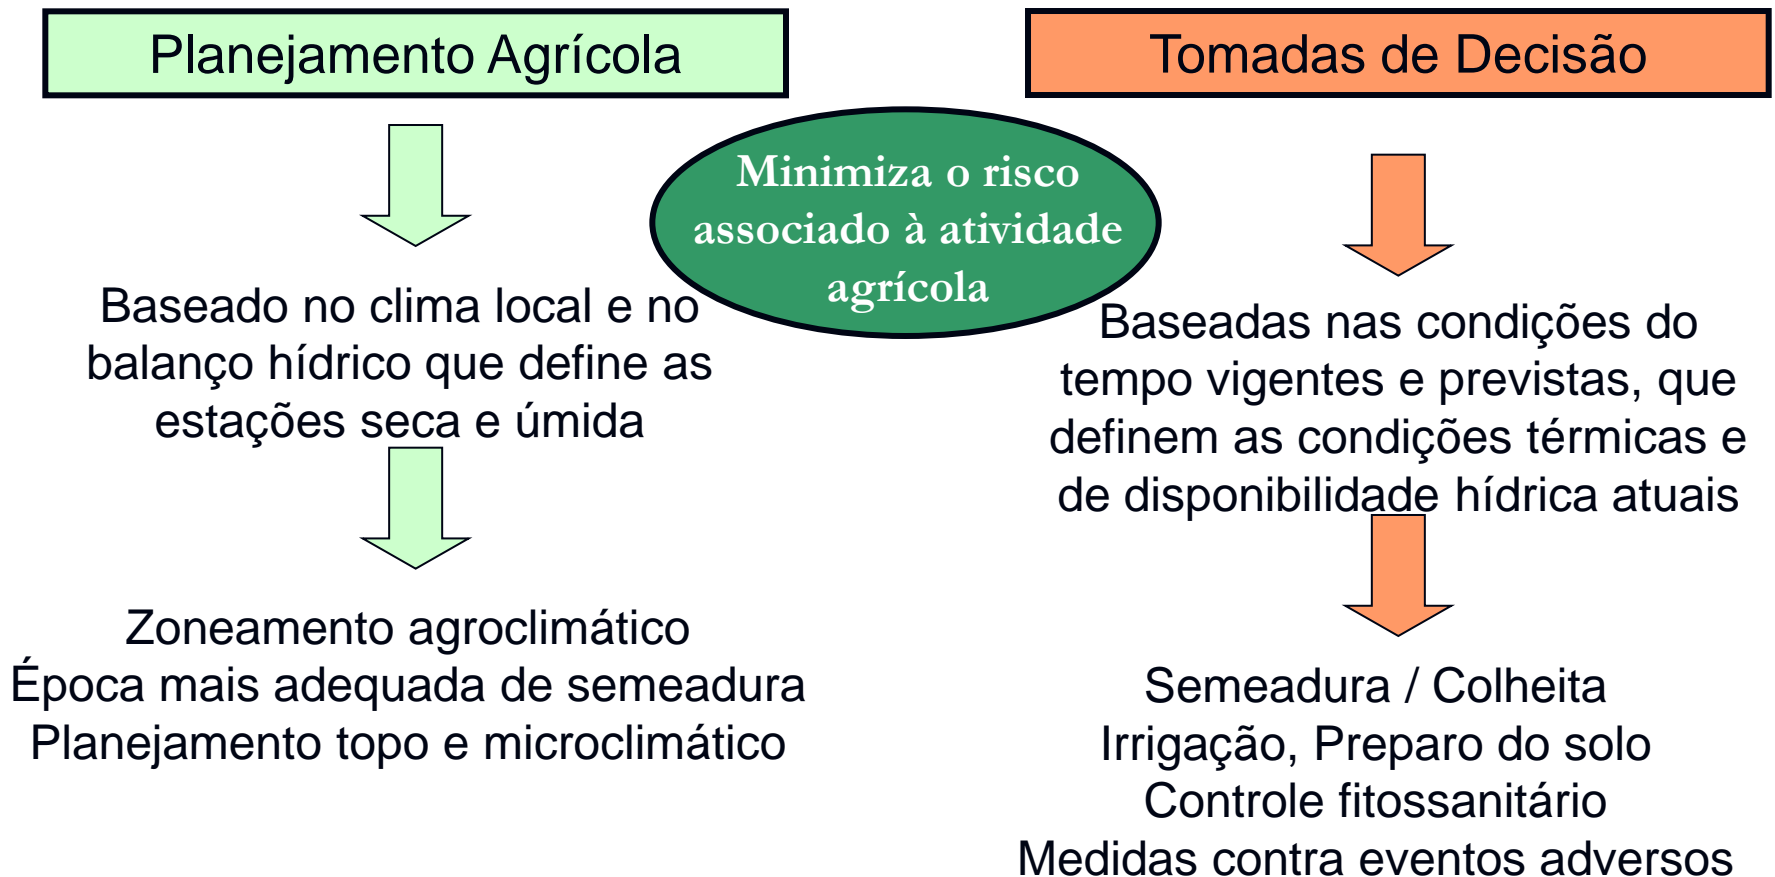 Planejamento Agrícola
Tomadas de Decisão
Minimiza o risco
associado à atividade
agrícola
Baseado no clima local e no
balanço hídrico que define as
estações seca e úmida
Baseadas nas condições do
tempo vigentes e previstas, que
definem as condições térmicas e
de disponibilidade hídrica atuais
Zoneamento agroclimático
Época mais adequada de semeadura
Planejamento topo e microclimático
Semeadura / Colheita
Irrigação, Preparo do solo
Controle fitossanitário
Medidas contra eventos adversos